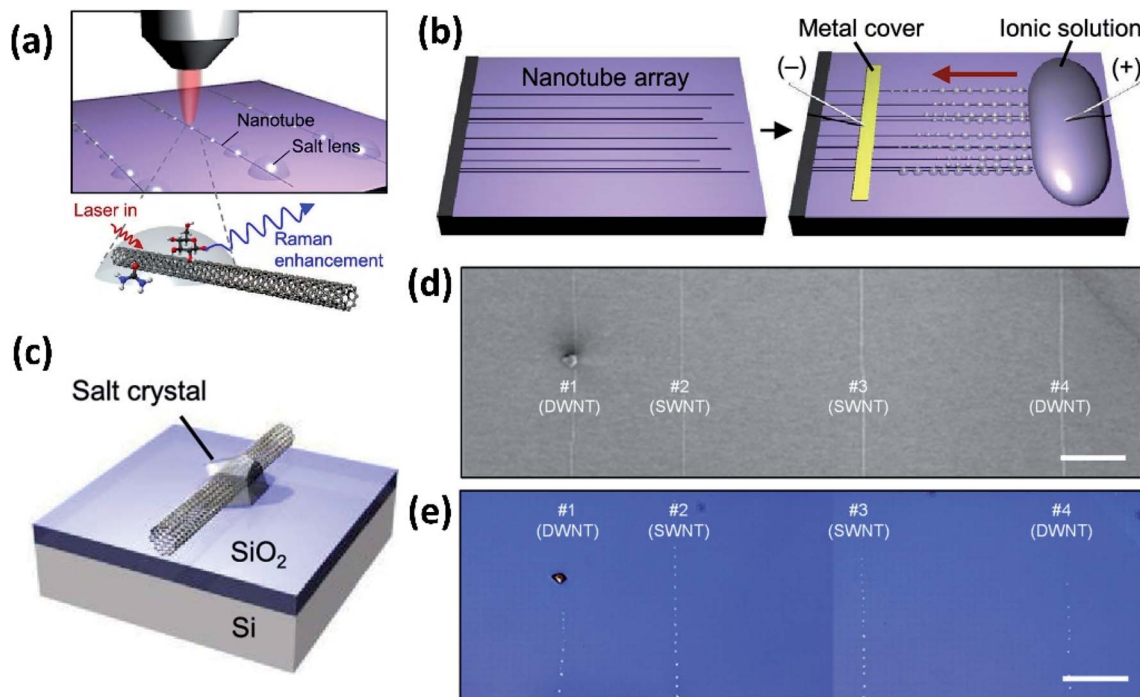 (a)
Nanotube
Salt lens
Laser in
Raman
enhancement
(b)
Nanotube array
Metal cover
Ionic solution
(–)
(+)
(c)
Salt crystal
SiO₂
Si
(d)
#1
(DWNT)
#2
(SWNT)
#3
(SWNT)
#4
(DWNT)
(e)
#1
(DWNT)
#2
(SWNT)
#3
(SWNT)
#4
(DWNT)